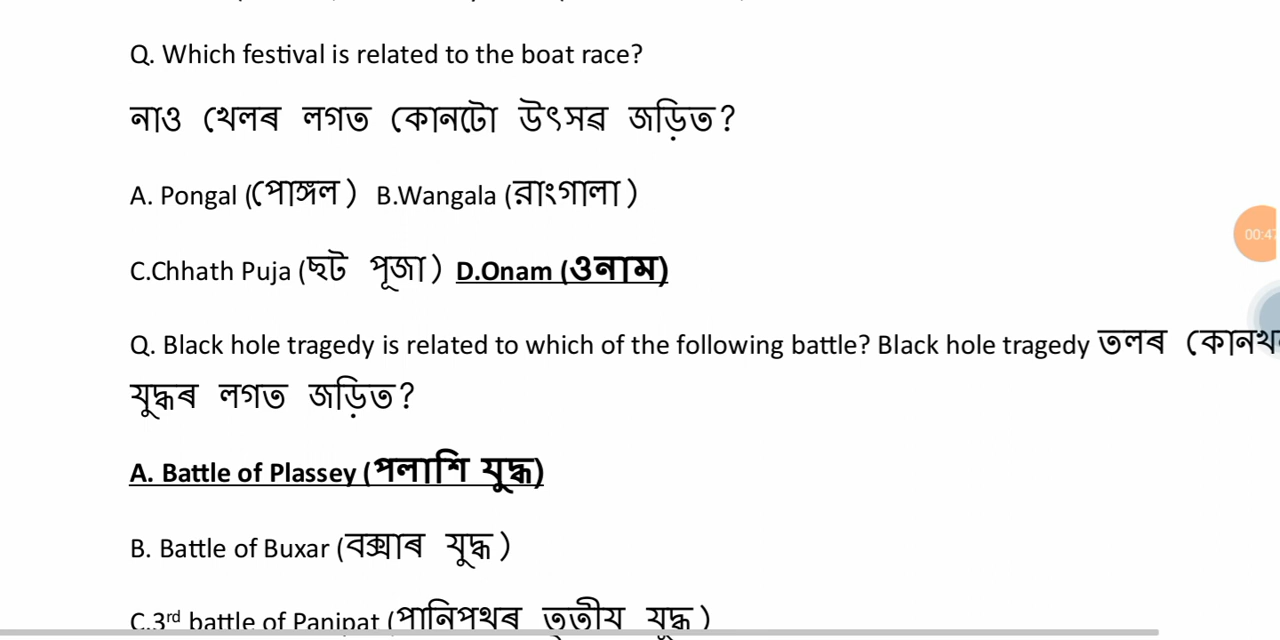 Q. Which festival is related to the boat race?
নাও খেলৰ লগত কোনটো উৎসৱ জড়িত?
A. Pongal (পোঙ্গল) B.Wangala (ৱাংগালা)
C.Chhath Puja (ছট পূজা) D.Onam (ওনাম)
Q. Black hole tragedy is related to which of the following battle? Black hole tragedy তলৰ
যুদ্ধৰ লগত জড়িত?
A. Battle of Plassey (পলাশি যুদ্ধ)
B. Battle of Buxar (বক্সাৰ যুদ্ধ)
C.3rd battle of Panipat (পানিপথৰ তৃতীয় যুদ্ধ)